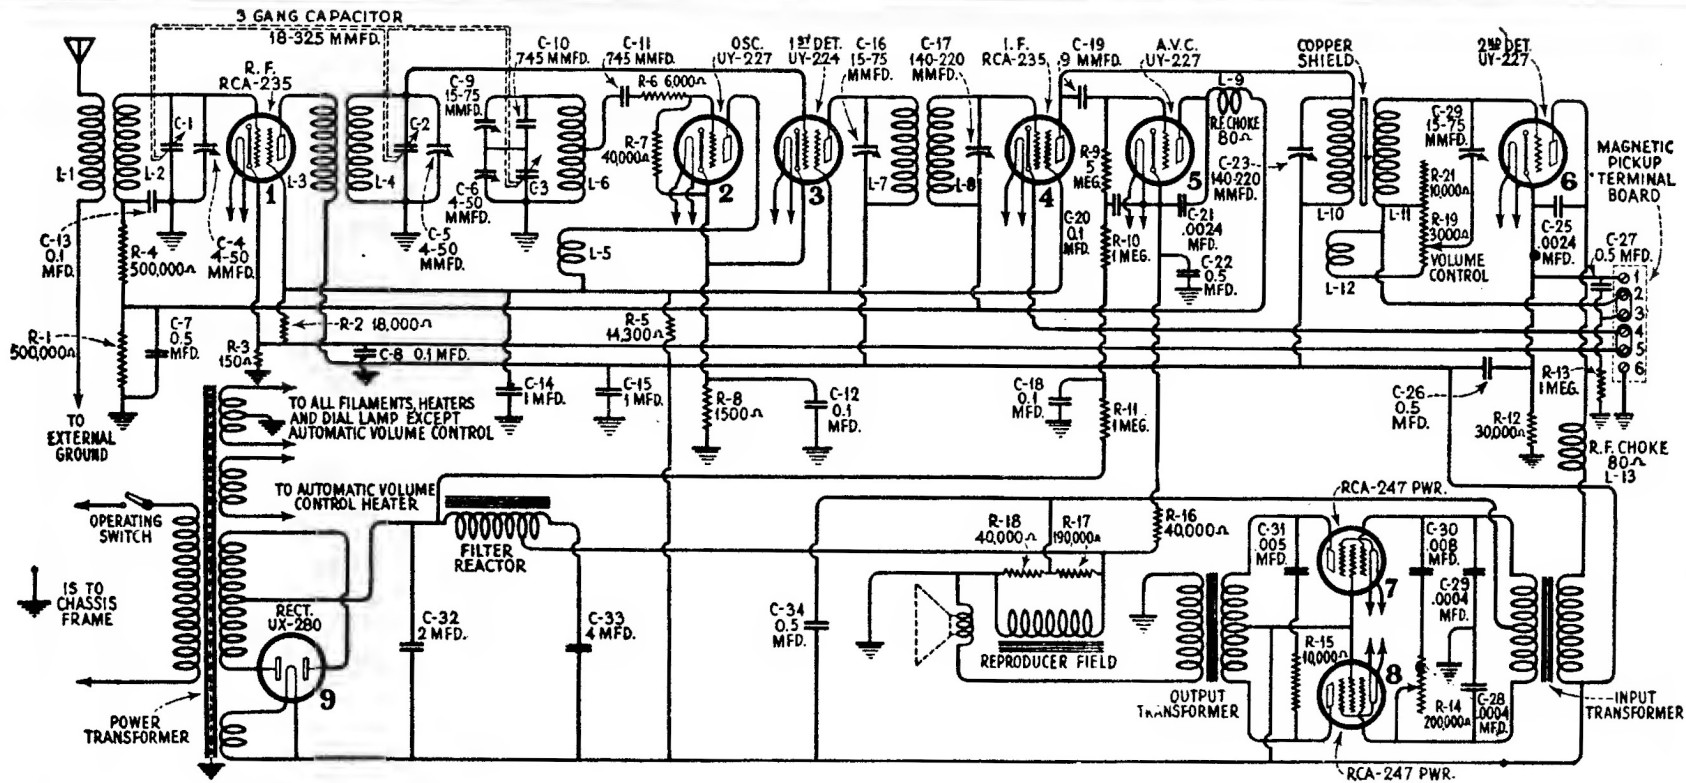 3 GANG CAPACITOR
18-325 MMFD.
R.F.
RCA-235
C-10
745 MMFD.
C-11
745 MMFD.
R-6 6,000Ω
OSC.
UY-227
1ST DET.
UY-224
C-16
15-75
MMFD.
C-17
140-220
MMFD.
I.F.
RCA-235
C-19
9 MMFD.
A.V.C.
UY-227
L-9
R.F. CHOKE
80Ω
COPPER
SHIELD
2ND DET.
UY-227
C-9
15-75
MMFD.
C-1
C-2
R-7
40,000Ω
C-29
15-75
MMFD.
MAGNETIC
PICKUP
TERMINAL
BOARD
L-1
L-2
L-3
L-4
C-6
4-50
MMFD.
C-3
L-6
L-7
L-8
R-9
5
MEG.
C-23
140-220
MMFD.
R-21
10,000Ω
L-10
L-11
1
2
3
4
5
6
C-13
0.1
MFD.
R-4
500,000Ω
C-4
4-50
MMFD.
C-5
4-50
MMFD.
L-5
C-20
0.1
MFD.
R-10
1 MEG.
C-21
.0024
MFD.
C-22
0.5
MFD.
R-19
3000Ω
VOLUME
CONTROL
L-12
C-25
.0024
MFD.
C-27
0.5 MFD.
1
2
3
4
5
6
R-1
500,000Ω
C-7
0.5
MFD.
R-2 18,000Ω
R-3
150Ω
C-8 0.1 MFD.
R-5
14,300Ω
R-13
1 MEG.
TO
EXTERNAL
GROUND
C-14
1 MFD.
C-15
1 MFD.
R-8
1500Ω
C-12
0.1
MFD.
C-18
0.1
MFD.
R-11
1 MEG.
C-26
0.5
MFD.
R-12
30,000Ω
R.F. CHOKE
80Ω
L-13
TO ALL FILAMENTS, HEATERS
AND DIAL LAMP EXCEPT
AUTOMATIC VOLUME CONTROL
TO AUTOMATIC VOLUME
CONTROL HEATER
OPERATING
SWITCH
FILTER
REACTOR
R-18
40,000Ω
R-17
190,000Ω
R-16
40,000Ω
RCA-247 PWR.
C-31
.005
MFD.
C-30
.008
MFD.
C-29
.0004
MFD.
7
IS TO
CHASSIS
FRAME
RECT.
UX-280
9
C-32
2 MFD.
C-33
4 MFD.
C-34
0.5
MFD.
REPRODUCER FIELD
R-15
10,000Ω
8
R-14
200,000Ω
C-28
.0004
MFD.
POWER
TRANSFORMER
OUTPUT
TRANSFORMER
INPUT
TRANSFORMER
RCA-247 PWR.